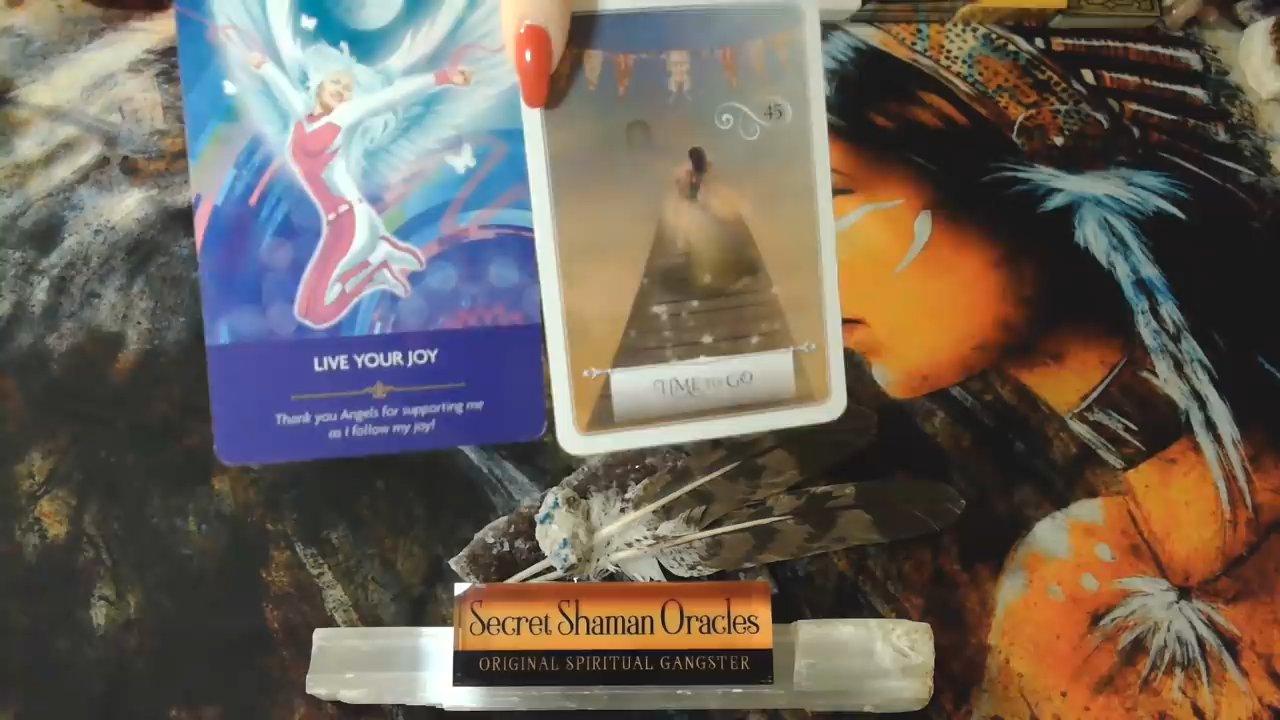 LIVE YOUR JOY
Thank you Angels for supporting me
as I follow my joy!
45
TIME TO GO
Secret Shaman Oracles
ORIGINAL SPIRITUAL GANGSTER